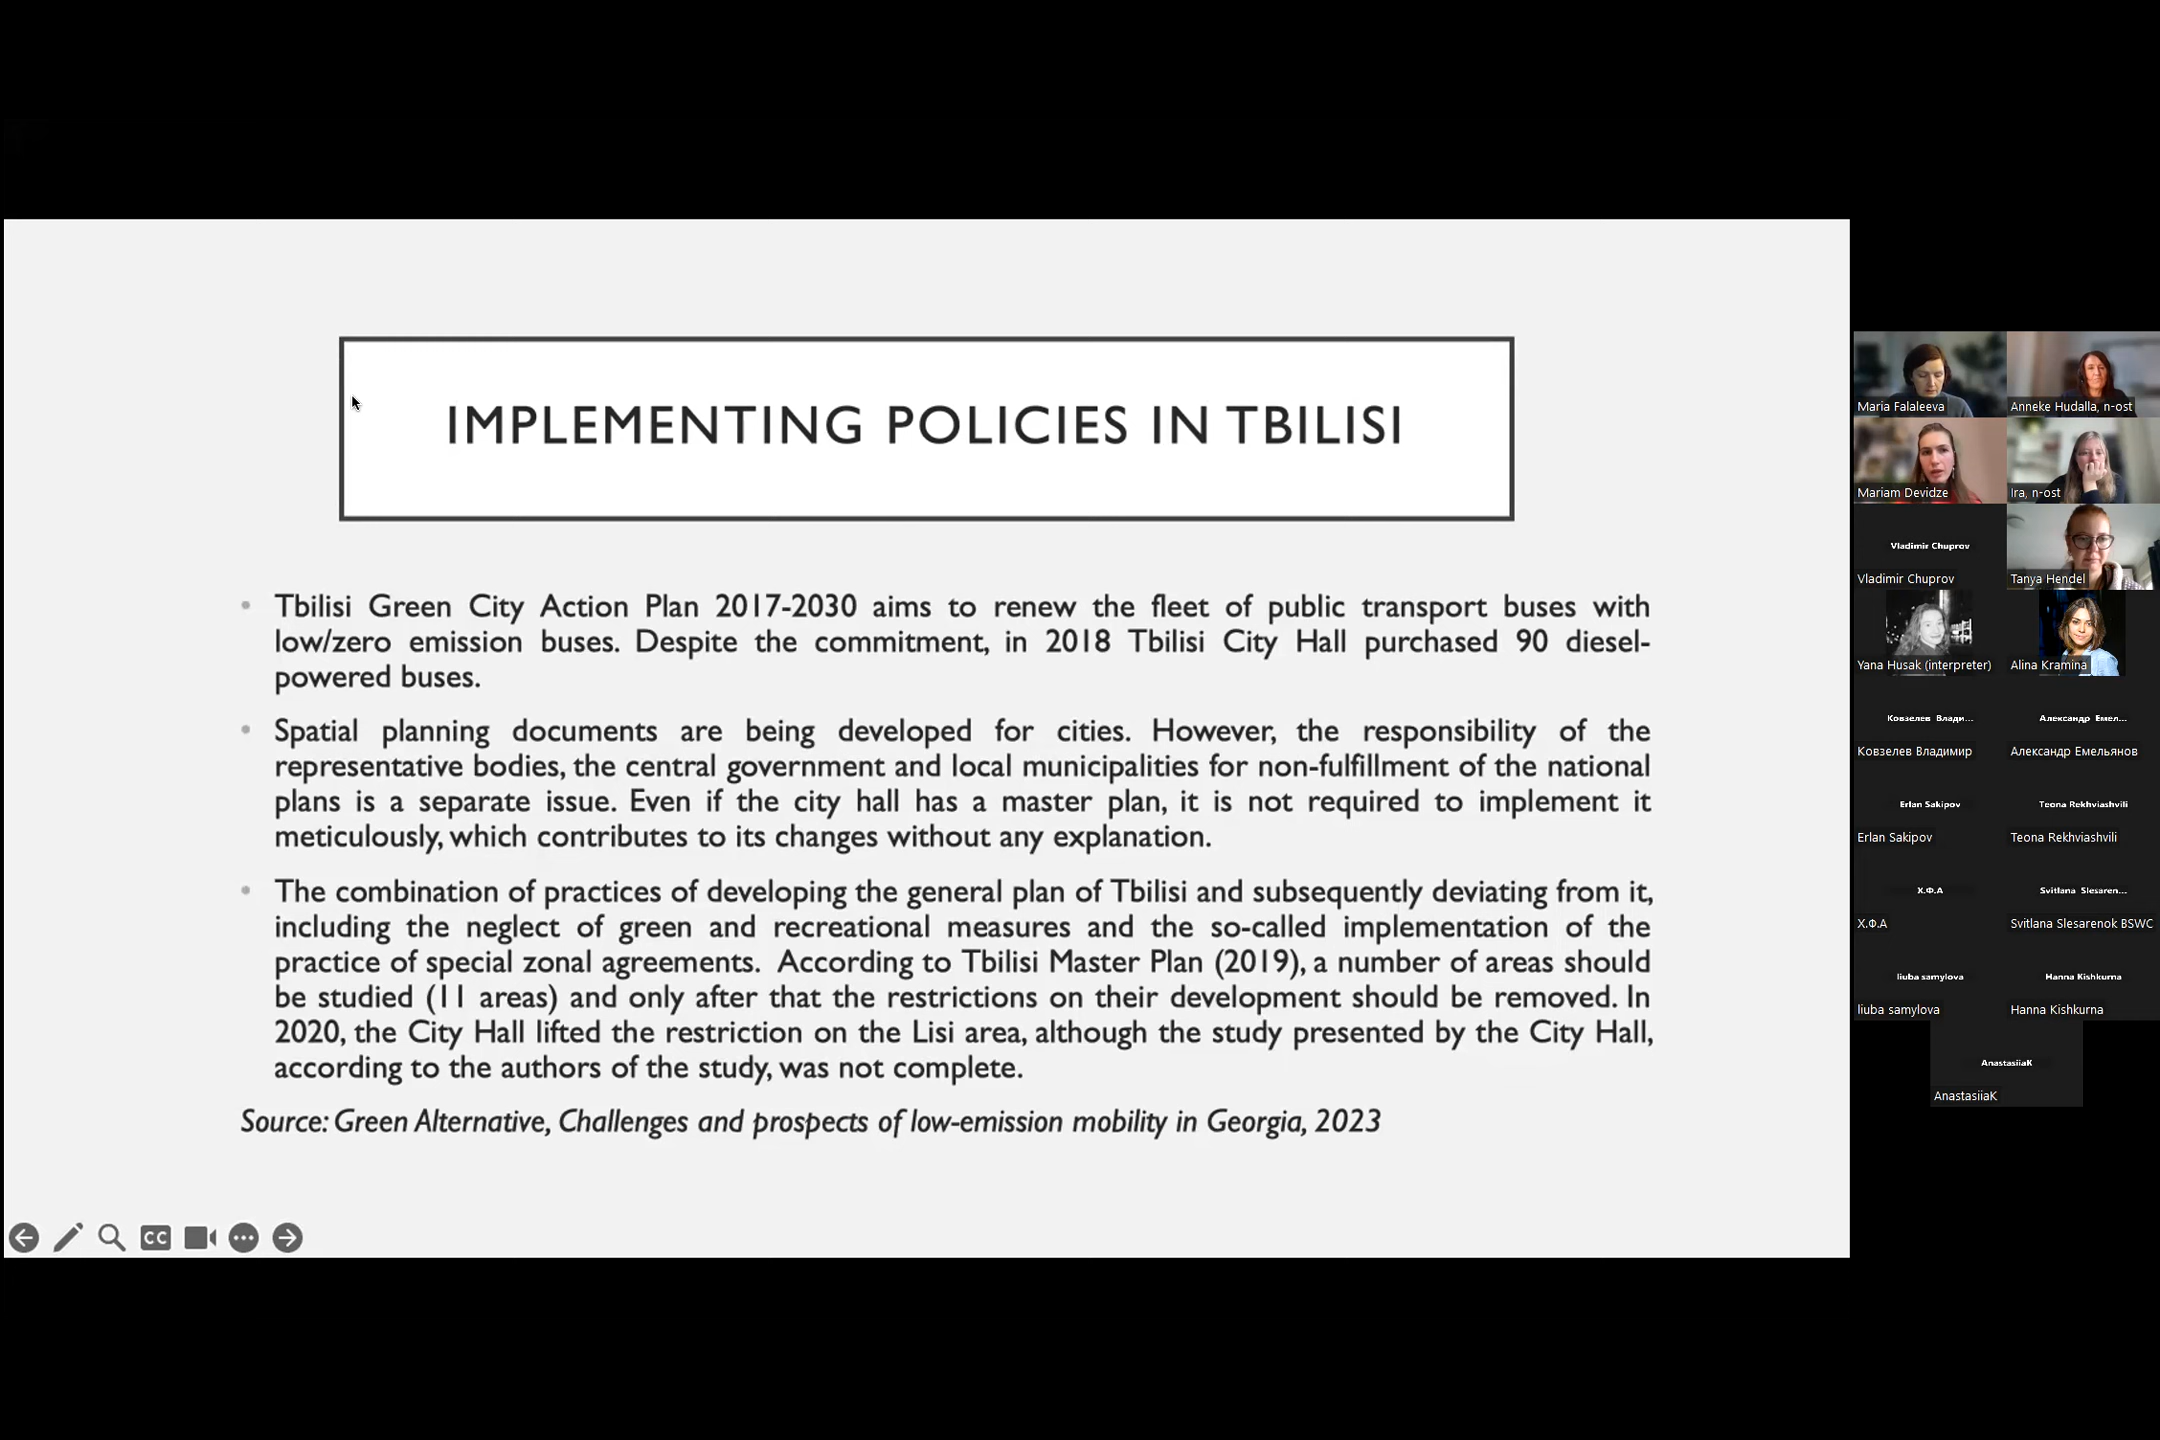 IMPLEMENTING POLICIES IN TBILISI
Tbilisi Green City Action Plan 2017-2030 aims to renew the fleet of public transport buses with
low/zero emission buses. Despite the commitment, in 2018 Tbilisi City Hall purchased 90 diesel-
powered buses.
Spatial planning documents are being developed for cities. However, the responsibility of the
representative bodies, the central government and local municipalities for non-fulfillment of the national
plans is a separate issue. Even if the city hall has a master plan, it is not required to implement it
meticulously, which contributes to its changes without any explanation.
The combination of practices of developing the general plan of Tbilisi and subsequently deviating from it,
including the neglect of green and recreational measures and the so-called implementation of the
practice of special zonal agreements. According to Tbilisi Master Plan (2019), a number of areas should
be studied (11 areas) and only after that the restrictions on their development should be removed. In
2020, the City Hall lifted the restriction on the Lisi area, although the study presented by the City Hall,
according to the authors of the study, was not complete.
Source: Green Alternative, Challenges and prospects of low-emission mobility in Georgia, 2023
CC
Maria Falaleeva
Anneke Hudalla, n-ost
Mariam Devidze
Ira, n-ost
Vladimir Chuprov
Vladimir Chuprov
Tanya Hendel
Yana Husak (interpreter)
Alina Kramina
Ковзелев Влади...
Александр Емел...
Ковзелев Владимир
Александр Емельянов
Erlan Sakipov
Teona Rekhviashvili
Erlan Sakipov
Teona Rekhviashvili
Х.Ф.А
Svitlana Slesaren...
Х.Ф.А
Svitlana Slesarenok BSWC
liuba samylova
Hanna Kishkurna
liuba samylova
Hanna Kishkurna
AnastasiiaK
AnastasiiaK